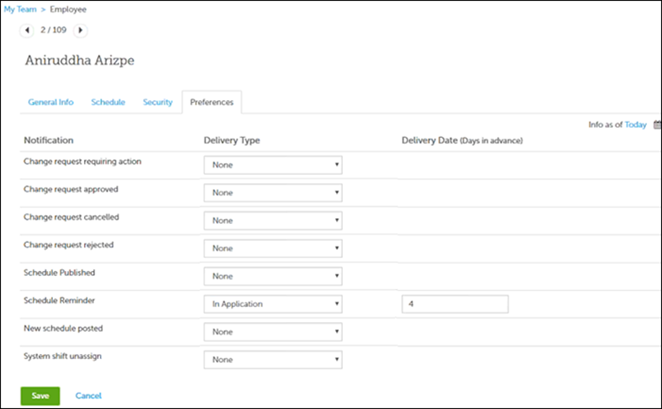 My Team > Employee
2 / 109
Aniruddha Arizpe
General Info Schedule Security Preferences
Info as of Today
Notification Delivery Type Delivery Date (Days in advance)
Change request requiring action None
Change request approved None
Change request cancelled None
Change request rejected None
Schedule Published None
Schedule Reminder In Application 4
New schedule posted None
System shift unassign None
Save Cancel